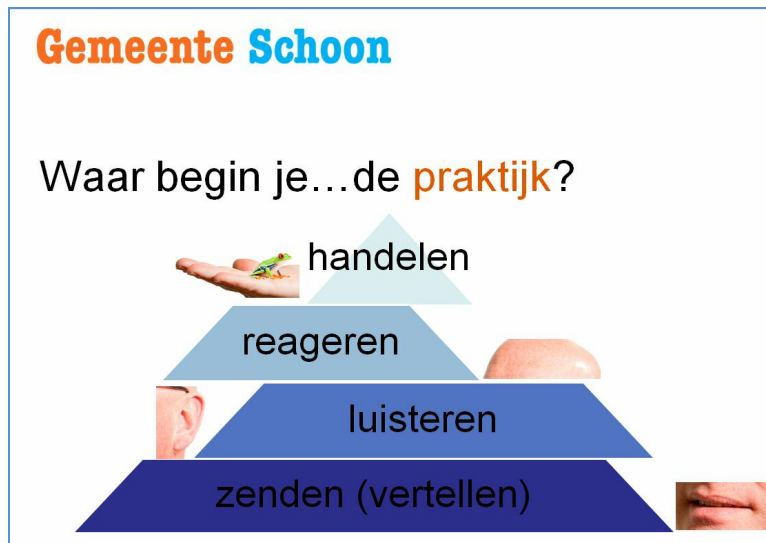 Gemeente Schoon
Waar begin je...de praktijk?
handelen
reageren
luisteren
zenden (vertellen)